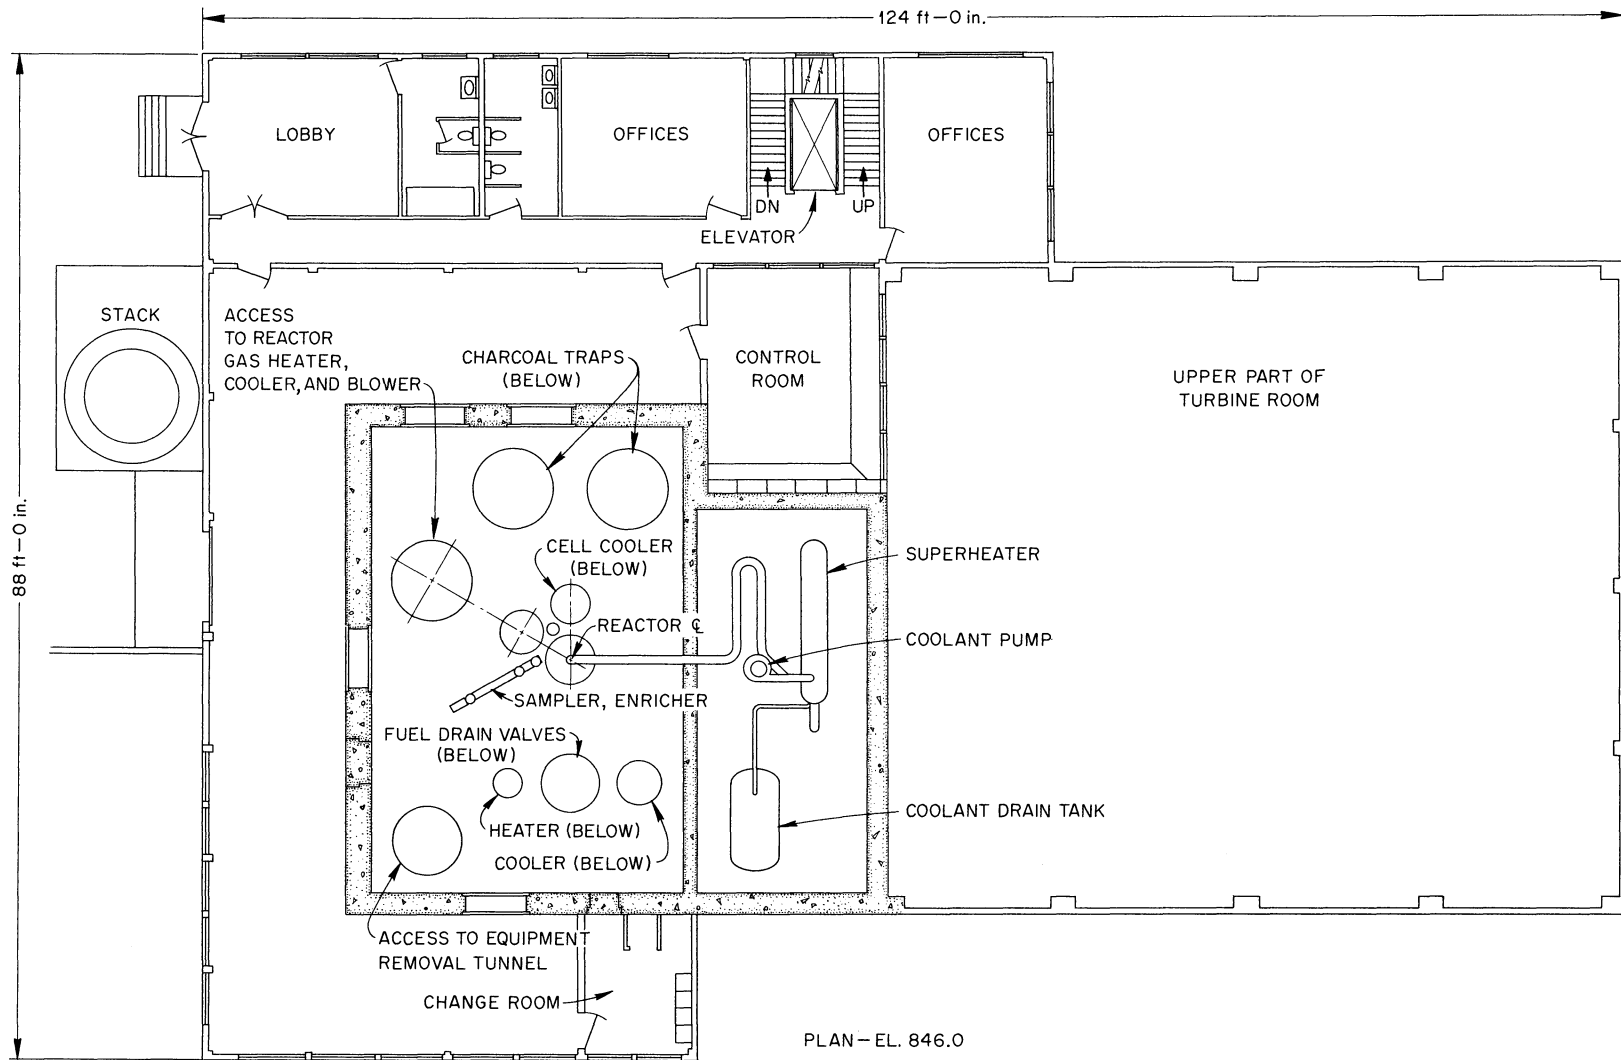 124 ft—0 in.
LOBBY
OFFICES
OFFICES
DN
UP
ELEVATOR
STACK
ACCESS
TO REACTOR
GAS HEATER,
COOLER, AND BLOWER
CHARCOAL TRAPS
(BELOW)
CONTROL
ROOM
UPPER PART OF
TURBINE ROOM
88 ft—0 in.
CELL COOLER
(BELOW)
SUPERHEATER
REACTOR ℄
COOLANT PUMP
SAMPLER, ENRICHER
FUEL DRAIN VALVES
(BELOW)
COOLANT DRAIN TANK
HEATER (BELOW)
COOLER (BELOW)
ACCESS TO EQUIPMENT
REMOVAL TUNNEL
CHANGE ROOM
PLAN—EL. 846.0